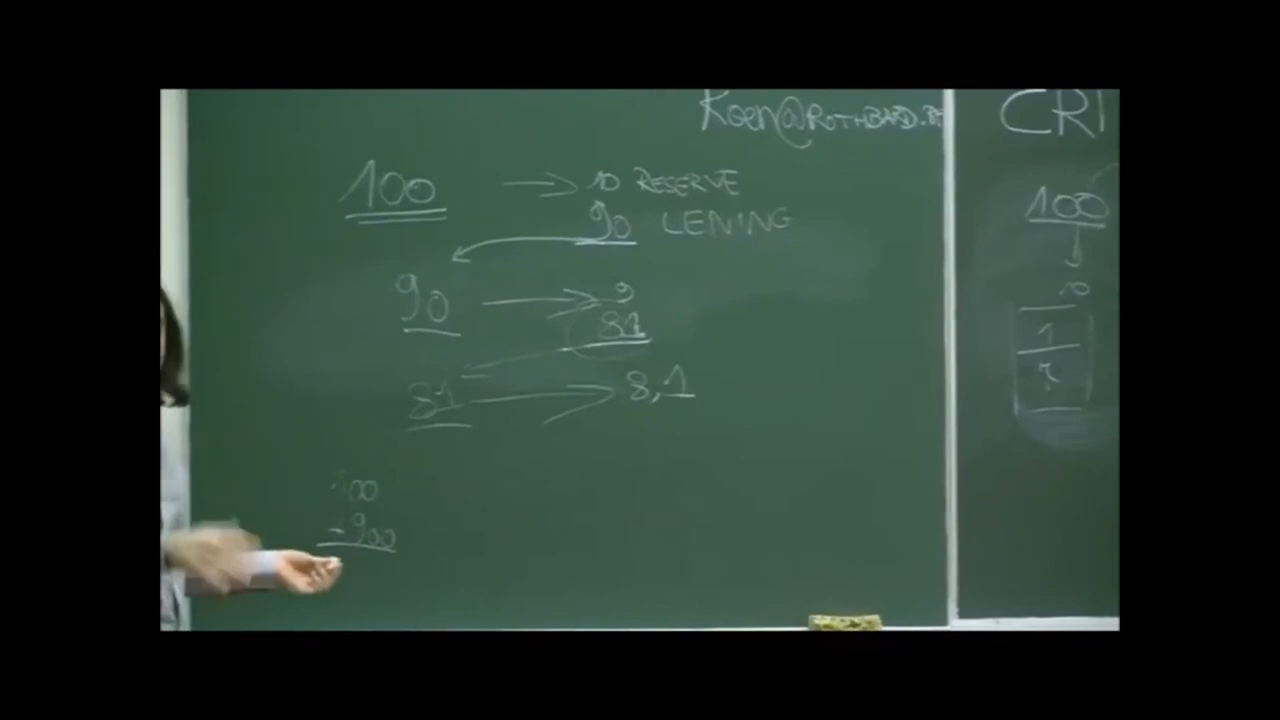 Koen@ROTHBARD.BE
100 → 10 RESERVE
90 LENING
90 → 9
81
81 → 8,1
100
- 900
CRI
100
10
1
?